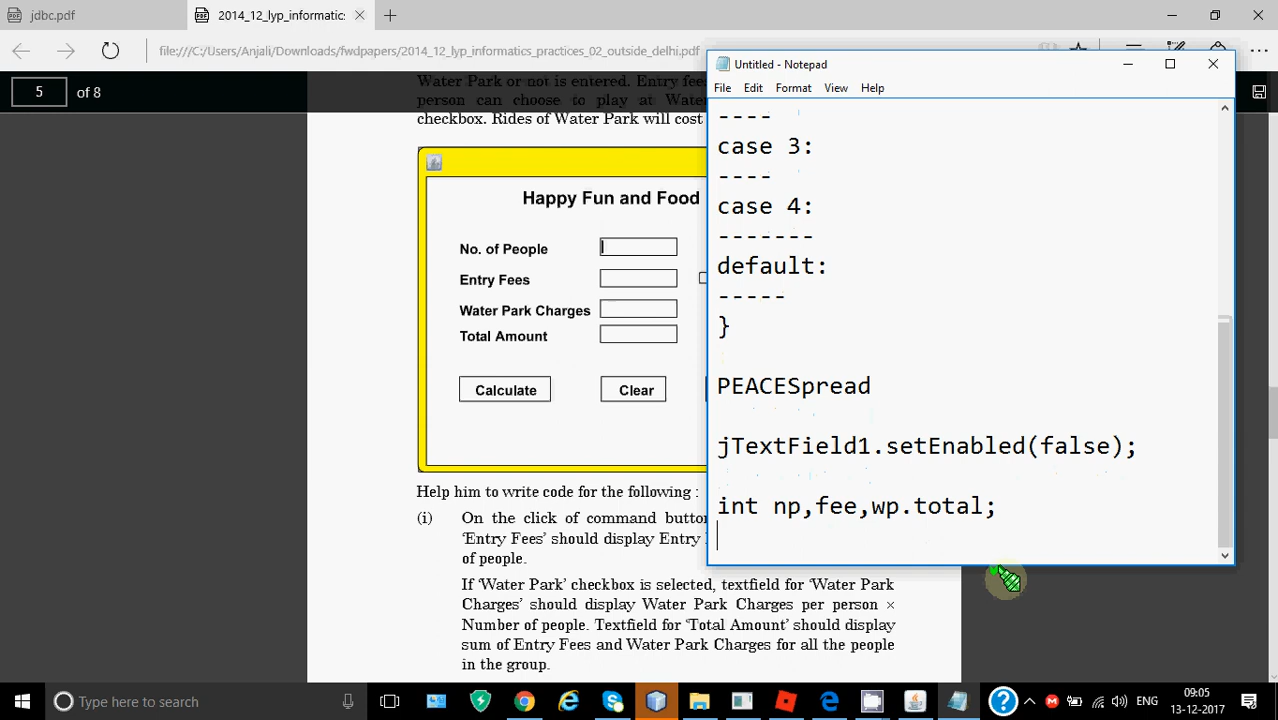 jdbc.pdf
2014_12_lyp_informatic:
file:///C:/Users/Anjali/Downloads/fwdpapers/2014_12_lyp_informatics_practices_02_outside_delhi.pdf
5 of 8
Water Park or not is entered. Entry fee
person can choose to play at Water
checkbox. Rides of Water Park will cost
Happy Fun and Food
No. of People
Entry Fees
Water Park Charges
Total Amount
Calculate
Clear
Help him to write code for the following :
(i) On the click of command button
'Entry Fees' should display Entry
of people.
If 'Water Park' checkbox is selected, textfield for 'Water Park
Charges' should display Water Park Charges per person ×
Number of people. Textfield for 'Total Amount' should display
sum of Entry Fees and Water Park Charges for all the people
in the group.
Untitled - Notepad
File Edit Format View Help
----
case 3:
----
case 4:
-------
default:
-----
}
PEACESpread
jTextField1.setEnabled(false);
int np,fee,wp.total;
Type here to search
ENG
09:05
13-12-2017